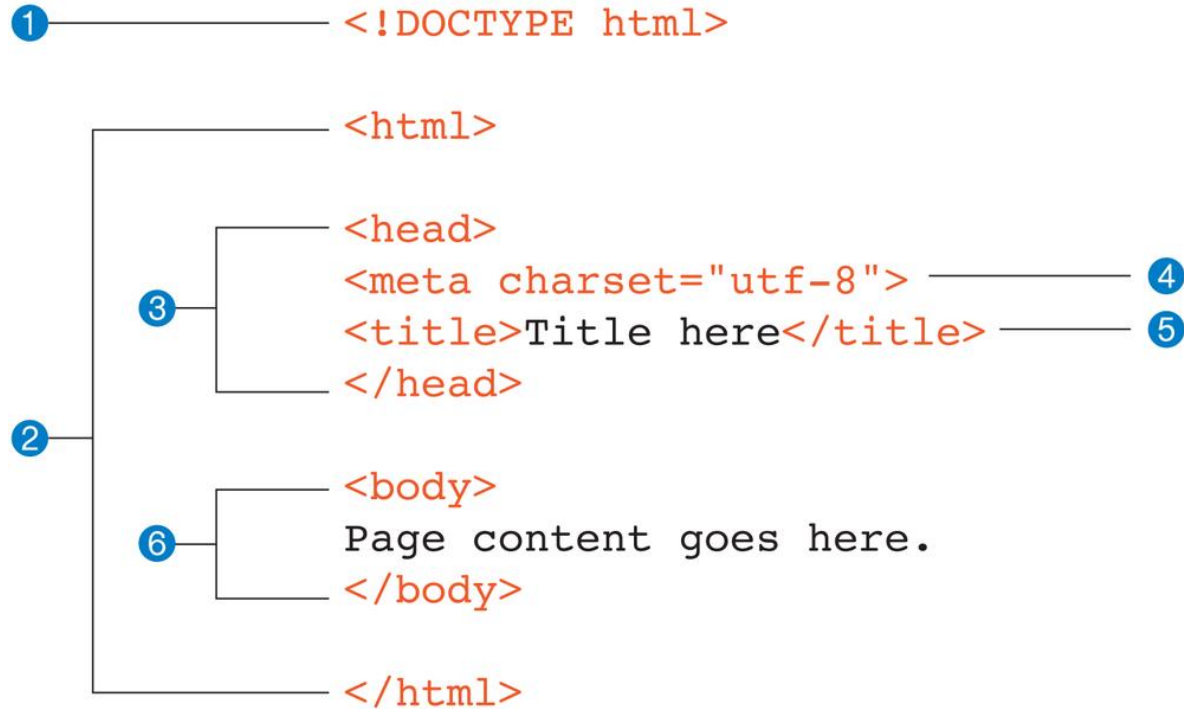 1 <!DOCTYPE html>
<html>
<head>
<meta charset="utf-8"> 4
3
<title>Title here</title> 5
</head>
2
<body>
6 Page content goes here.
</body>
</html>